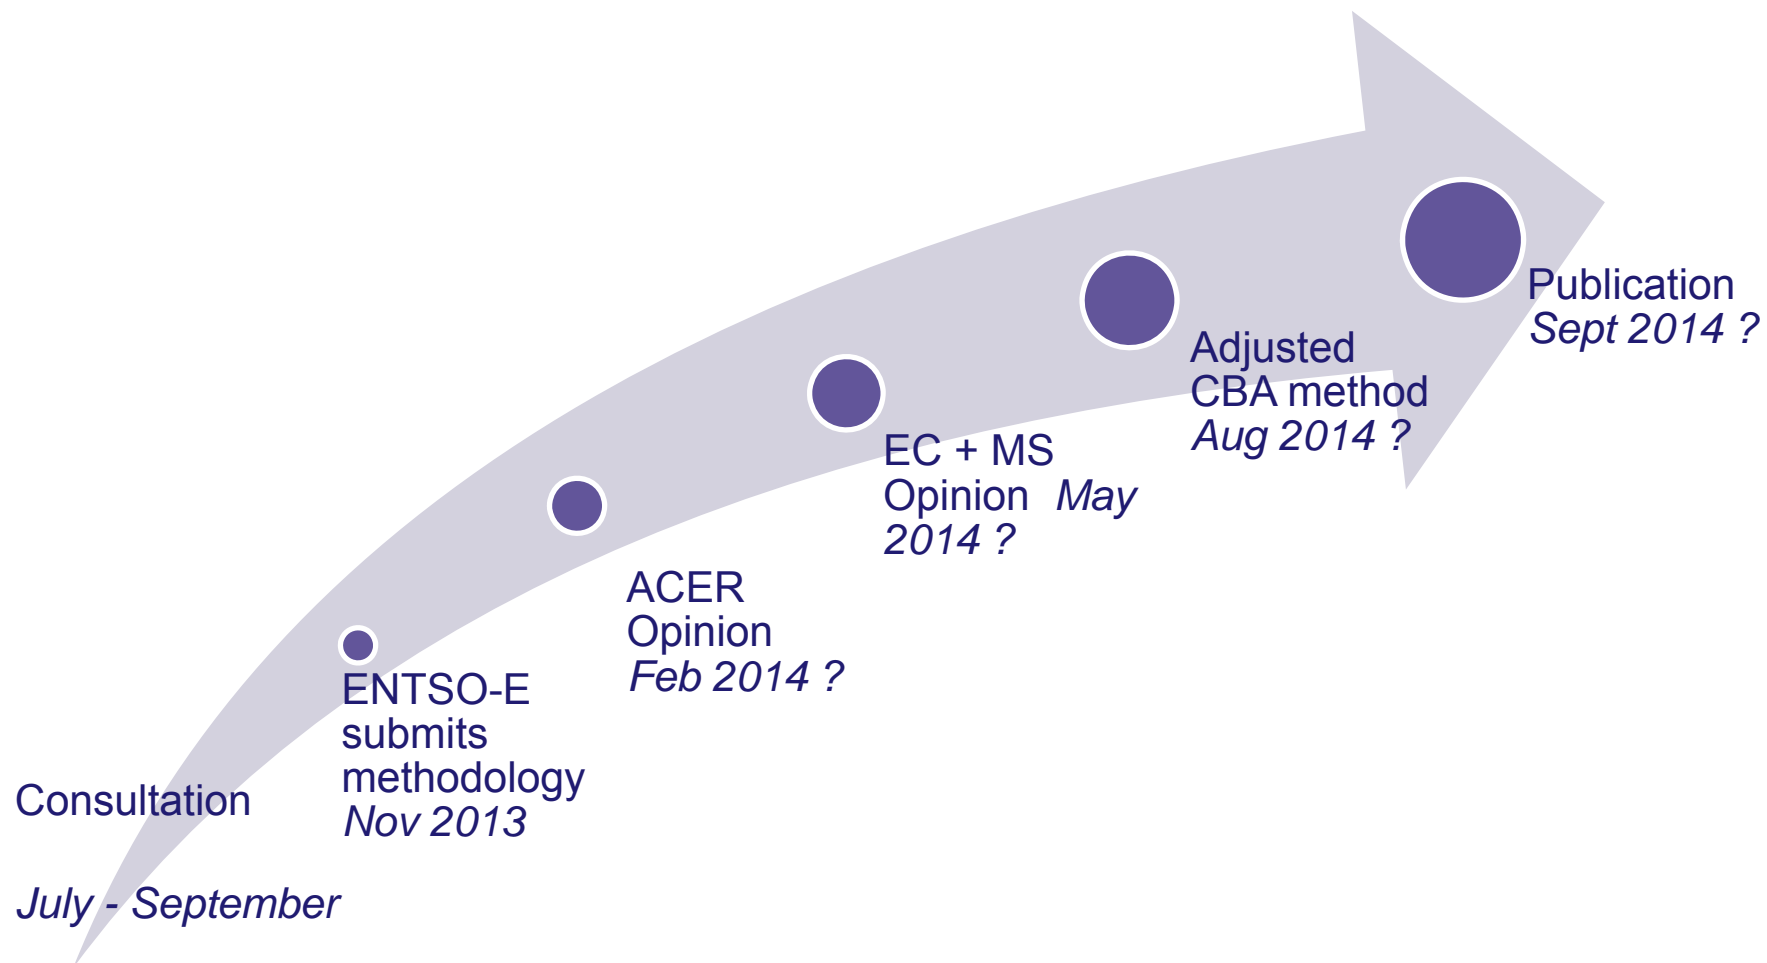 Consultation
July - September
ENTSO-E
submits
methodology
Nov 2013
ACER
Opinion
Feb 2014 ?
EC + MS
Opinion May
2014 ?
Adjusted
CBA method
Aug 2014 ?
Publication
Sept 2014 ?